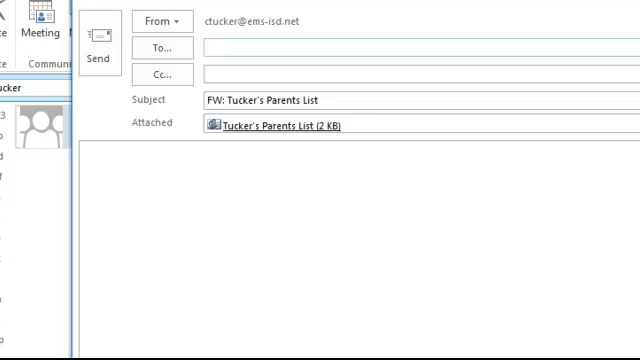 From
ctucker@ems-isd.net
Meeting
Send
To...
Communi
Cc...
ucker
Subject
FW: Tucker's Parents List
Attached
Tucker's Parents List (2 KB)